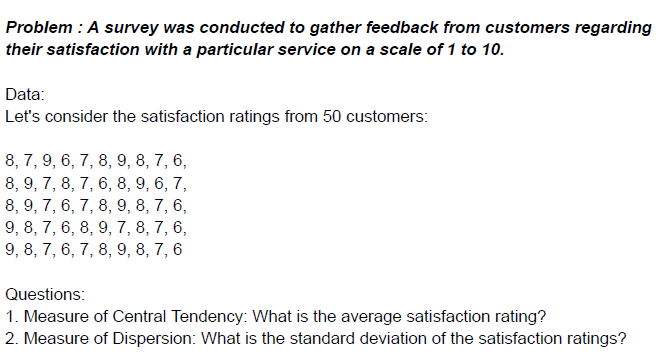 Problem : A survey was conducted to gather feedback from customers regarding
their satisfaction with a particular service on a scale of 1 to 10.
Data:
Let's consider the satisfaction ratings from 50 customers:
8, 7, 9, 6, 7, 8, 9, 8, 7, 6,
8, 9, 7, 8, 7, 6, 8, 9, 6, 7,
8, 9, 7, 6, 7, 8, 9, 8, 7, 6,
9, 8, 7, 6, 8, 9, 7, 8, 7, 6,
9, 8, 7, 6, 7, 8, 9, 8, 7, 6
Questions:
1. Measure of Central Tendency: What is the average satisfaction rating?
2. Measure of Dispersion: What is the standard deviation of the satisfaction ratings?